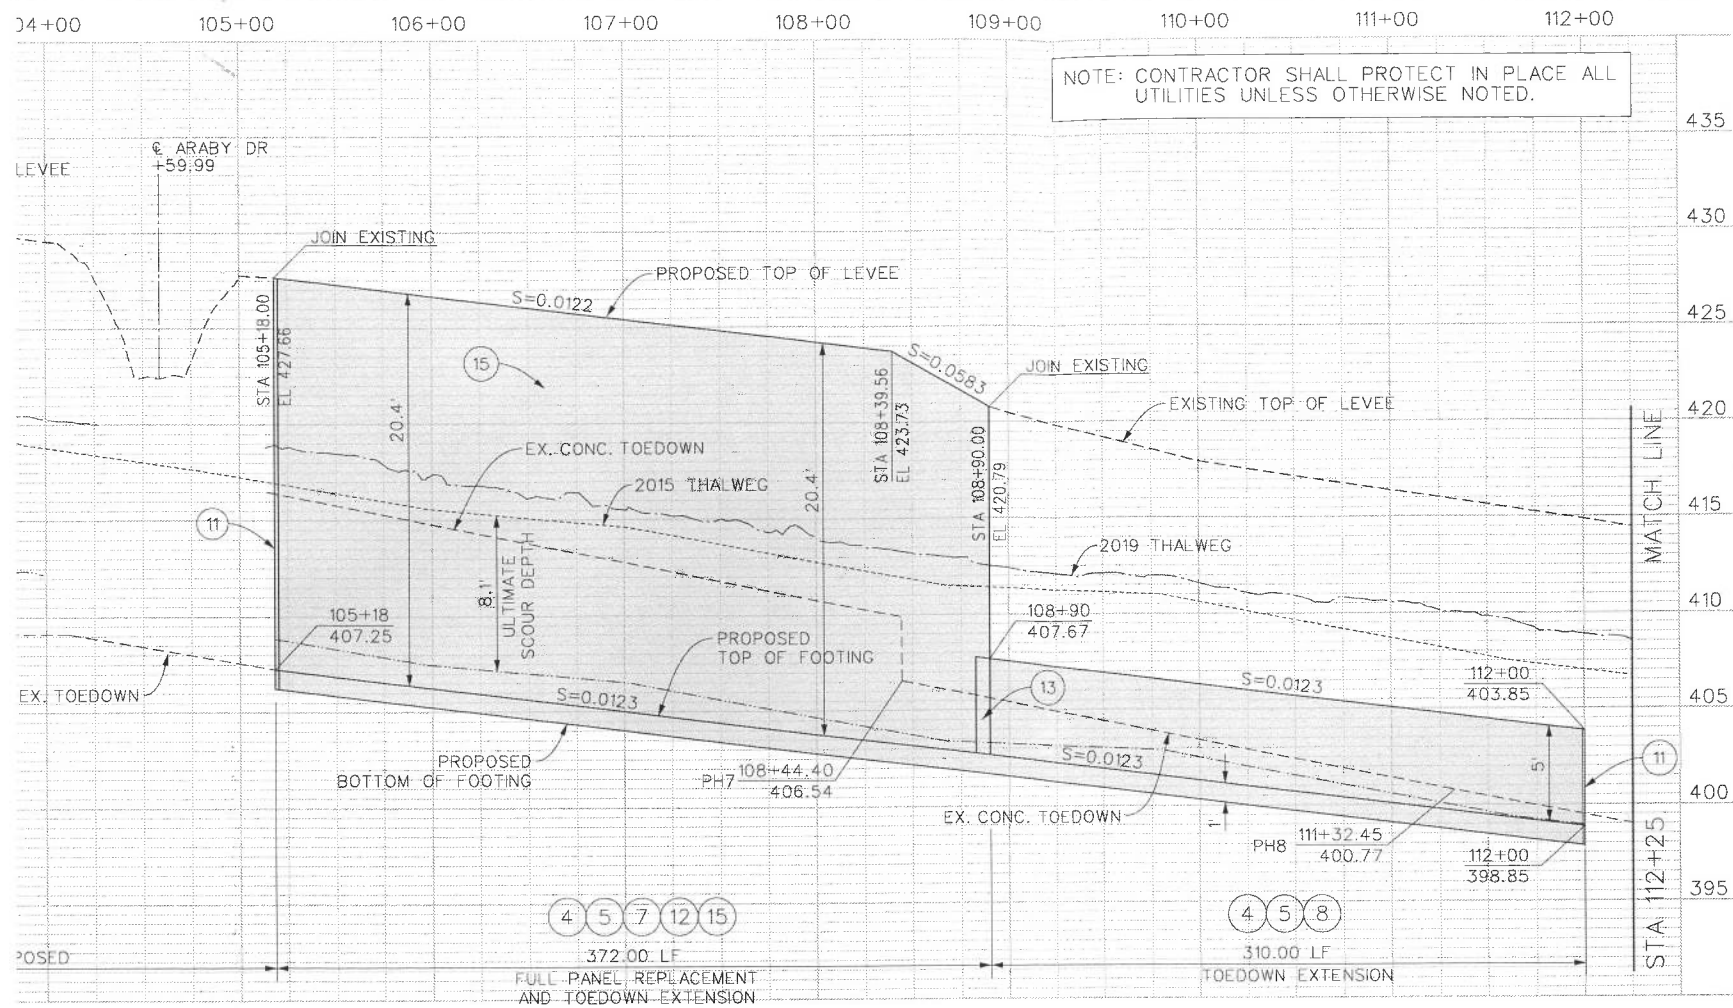 105+00
106+00
107+00
108+00
109+00
110+00
111+00
112+00
NOTE: CONTRACTOR SHALL PROTECT IN PLACE ALL
UTILITIES UNLESS OTHERWISE NOTED.
435
430
425
420
415
410
405
400
395
℄ ARABY DR
+59.99
LEVEE
JOIN EXISTING
PROPOSED TOP OF LEVEE
S=0.0122
STA 105+18.00
EL 427.66
15
20.4'
S=0.0583
JOIN EXISTING
EXISTING TOP OF LEVEE
STA 108+39.56
EL 423.73
STA 108+90.00
EL 420.79
EX. CONC. TOEDOWN
2015 THALWEG
20.4'
11
8.1'
ULTIMATE
SCOUR DEPTH
2019 THALWEG
105+18
407.25
108+90
407.67
PROPOSED
TOP OF FOOTING
EX. TOEDOWN
S=0.0123
13
S=0.0123
112+00
403.85
PROPOSED
BOTTOM OF FOOTING
PH7
108+44.40
406.54
S=0.0123
5'
11
EX. CONC. TOEDOWN
1'
PH8
111+32.45
400.77
112+00
398.85
MATCH LINE
STA 112+25
4 5 7 12 15
372.00 LF
FULL PANEL REPLACEMENT
AND TOEDOWN EXTENSION
4 5 8
310.00 LF
TOEDOWN EXTENSION